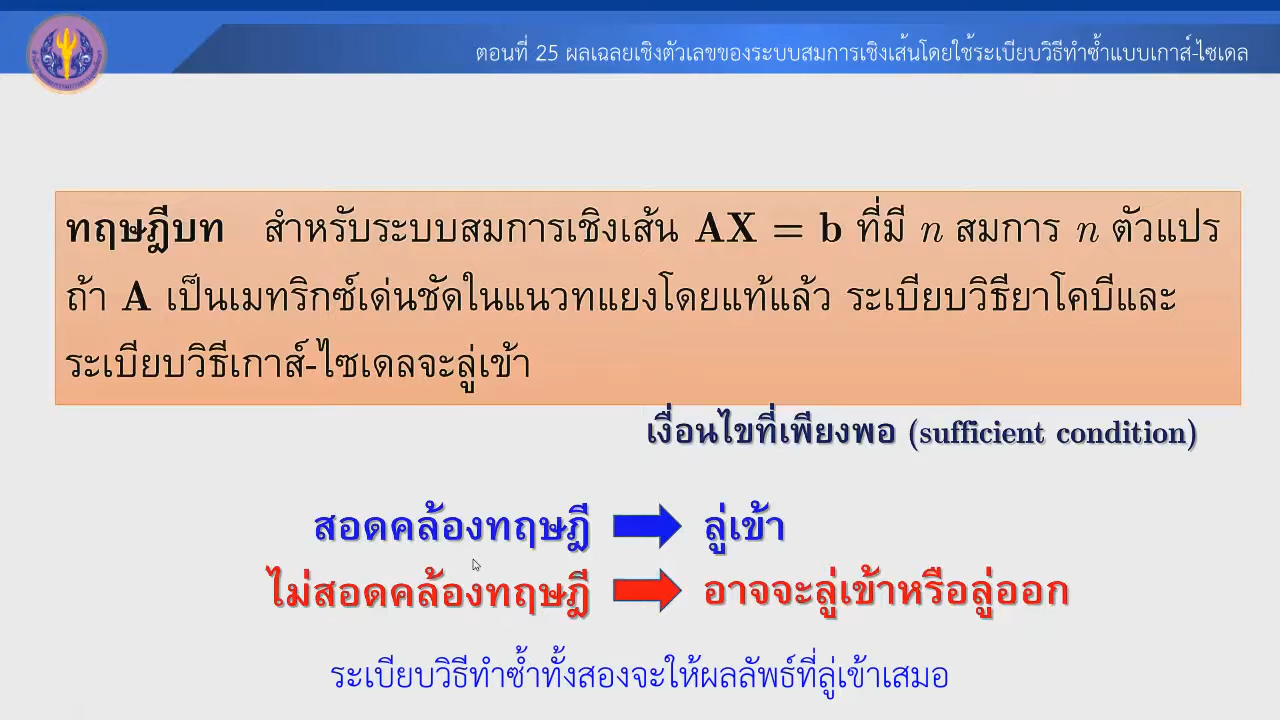 ตอนที่ 25 ผลเฉลยเชิงตัวเลขของระบบสมการเชิงเส้นโดยใช้ระเบียบวิธีทำซ้ำแบบเกาส์-ไซเดล
ทฤษฎีบท สำหรับระบบสมการเชิงเส้น AX = b ที่มี n สมการ n ตัวแปร
ถ้า A เป็นเมทริกซ์เด่นชัดในแนวทแยงโดยแท้แล้ว ระเบียบวิธียาโคบีและ
ระเบียบวิธีเกาส์-ไซเดลจะลู่เข้า
เงื่อนไขที่เพียงพอ (sufficient condition)
สอดคล้องทฤษฎี ลู่เข้า
ไม่สอดคล้องทฤษฎี อาจจะลู่เข้าหรือลู่ออก
ระเบียบวิธีทำซ้ำทั้งสองจะให้ผลลัพธ์ที่ลู่เข้าเสมอ